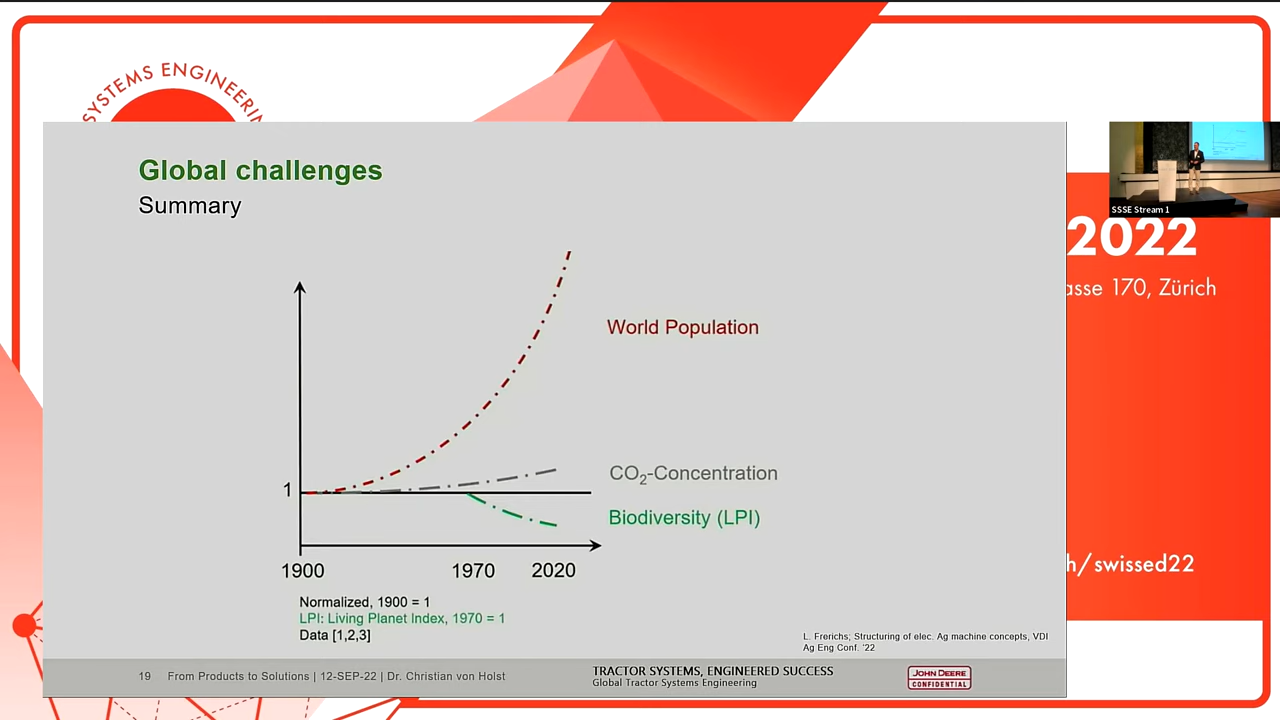 SYSTEMS ENGINEERIN
Global challenges
Summary
SSSE Stream 1
2022
asse 170, Zürich
World Population
CO₂-Concentration
1
Biodiversity (LPI)
1900 1970 2020
h/swissed22
Normalized, 1900 = 1
LPI: Living Planet Index, 1970 = 1
Data [1,2,3]
L. Frerichs; Structuring of elec. Ag machine concepts, VDI
Ag Eng Conf. '22
19 From Products to Solutions | 12-SEP-22 | Dr. Christian von Holst
TRACTOR SYSTEMS, ENGINEERED SUCCESS
Global Tractor Systems Engineering
JOHN DEERE
CONFIDENTIAL